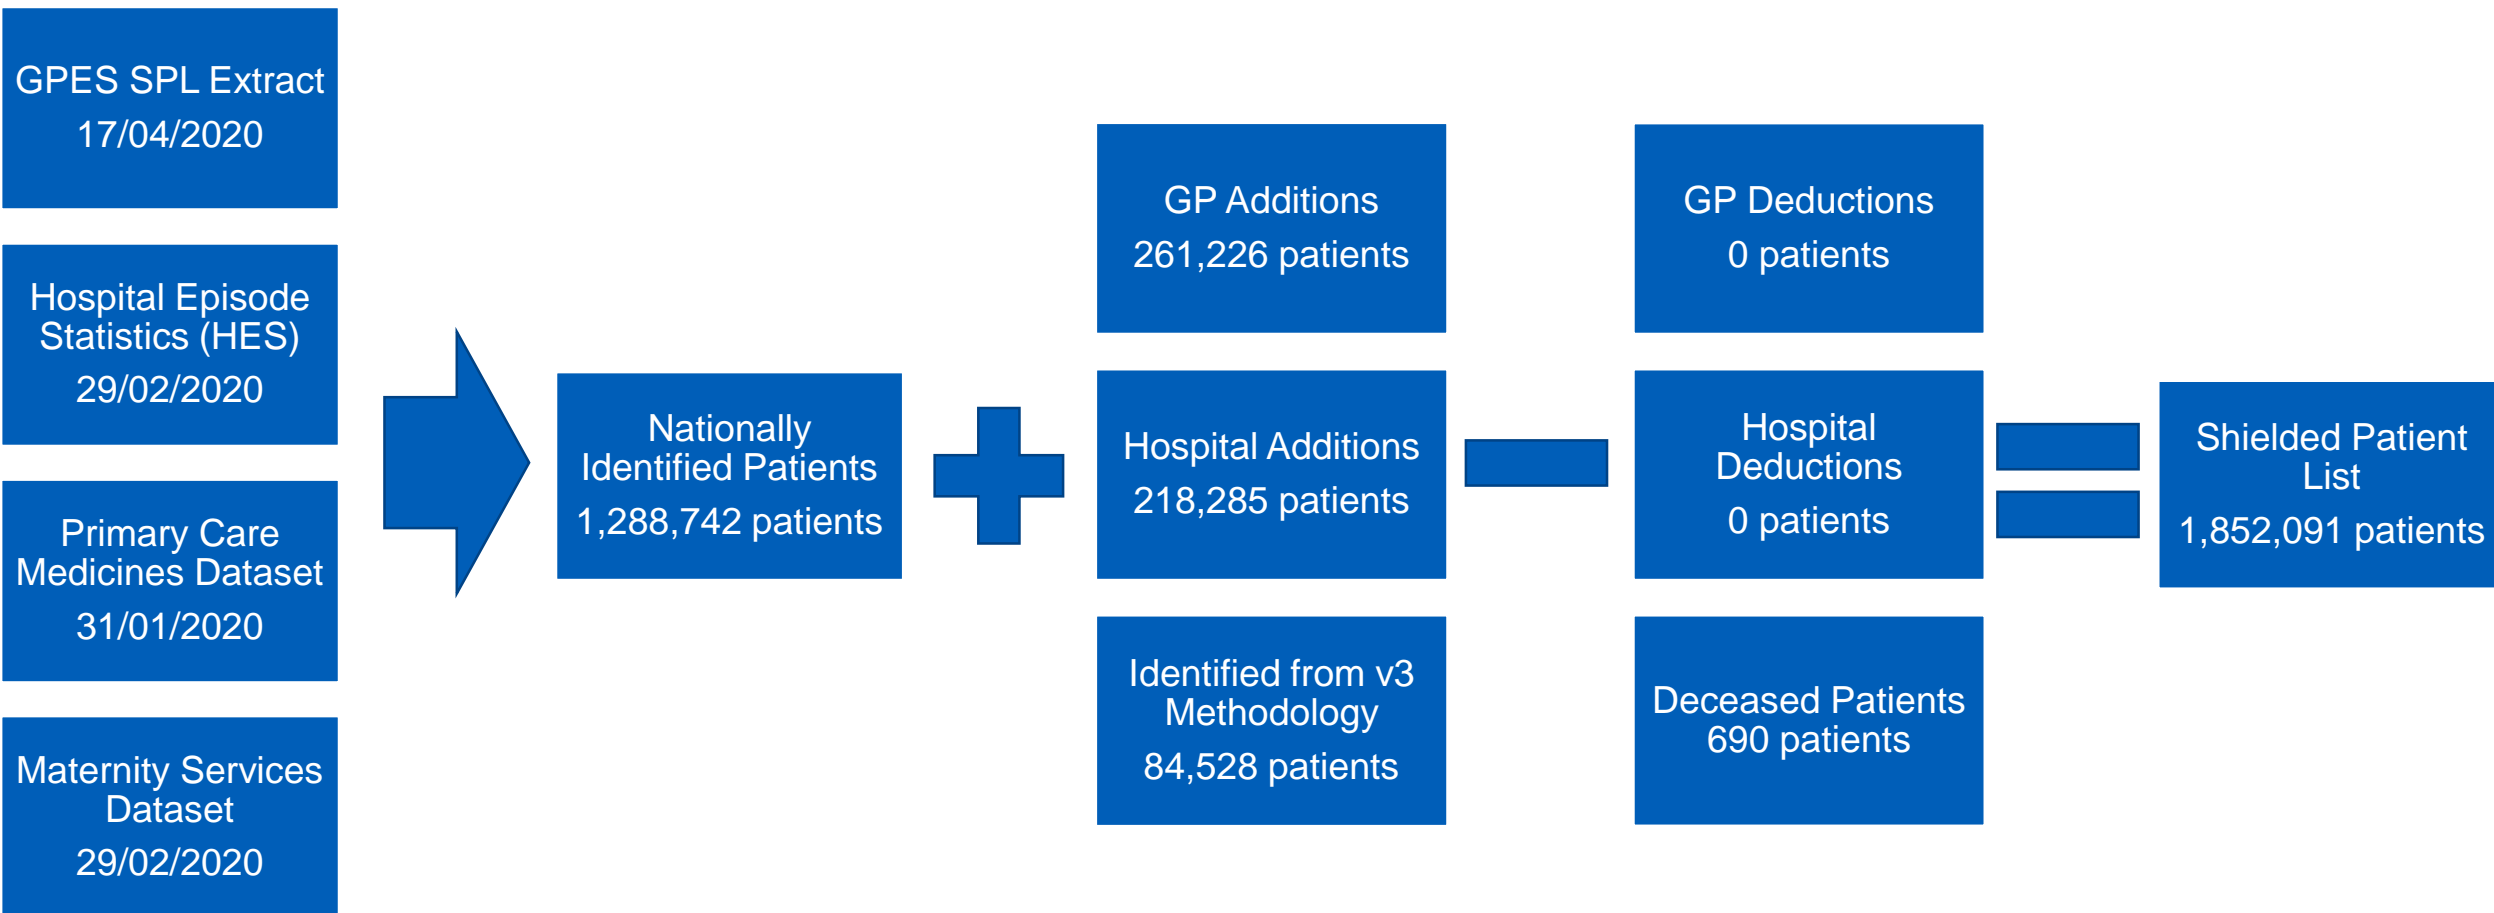 GPES SPL Extract
17/04/2020
Hospital Episode
Statistics (HES)
29/02/2020
Primary Care
Medicines Dataset
31/01/2020
Maternity Services
Dataset
29/02/2020
Nationally
Identified Patients
1,288,742 patients
GP Additions
261,226 patients
Hospital Additions
218,285 patients
Identified from v3
Methodology
84,528 patients
GP Deductions
0 patients
Hospital
Deductions
0 patients
Deceased Patients
690 patients
Shielded Patient
List
1,852,091 patients